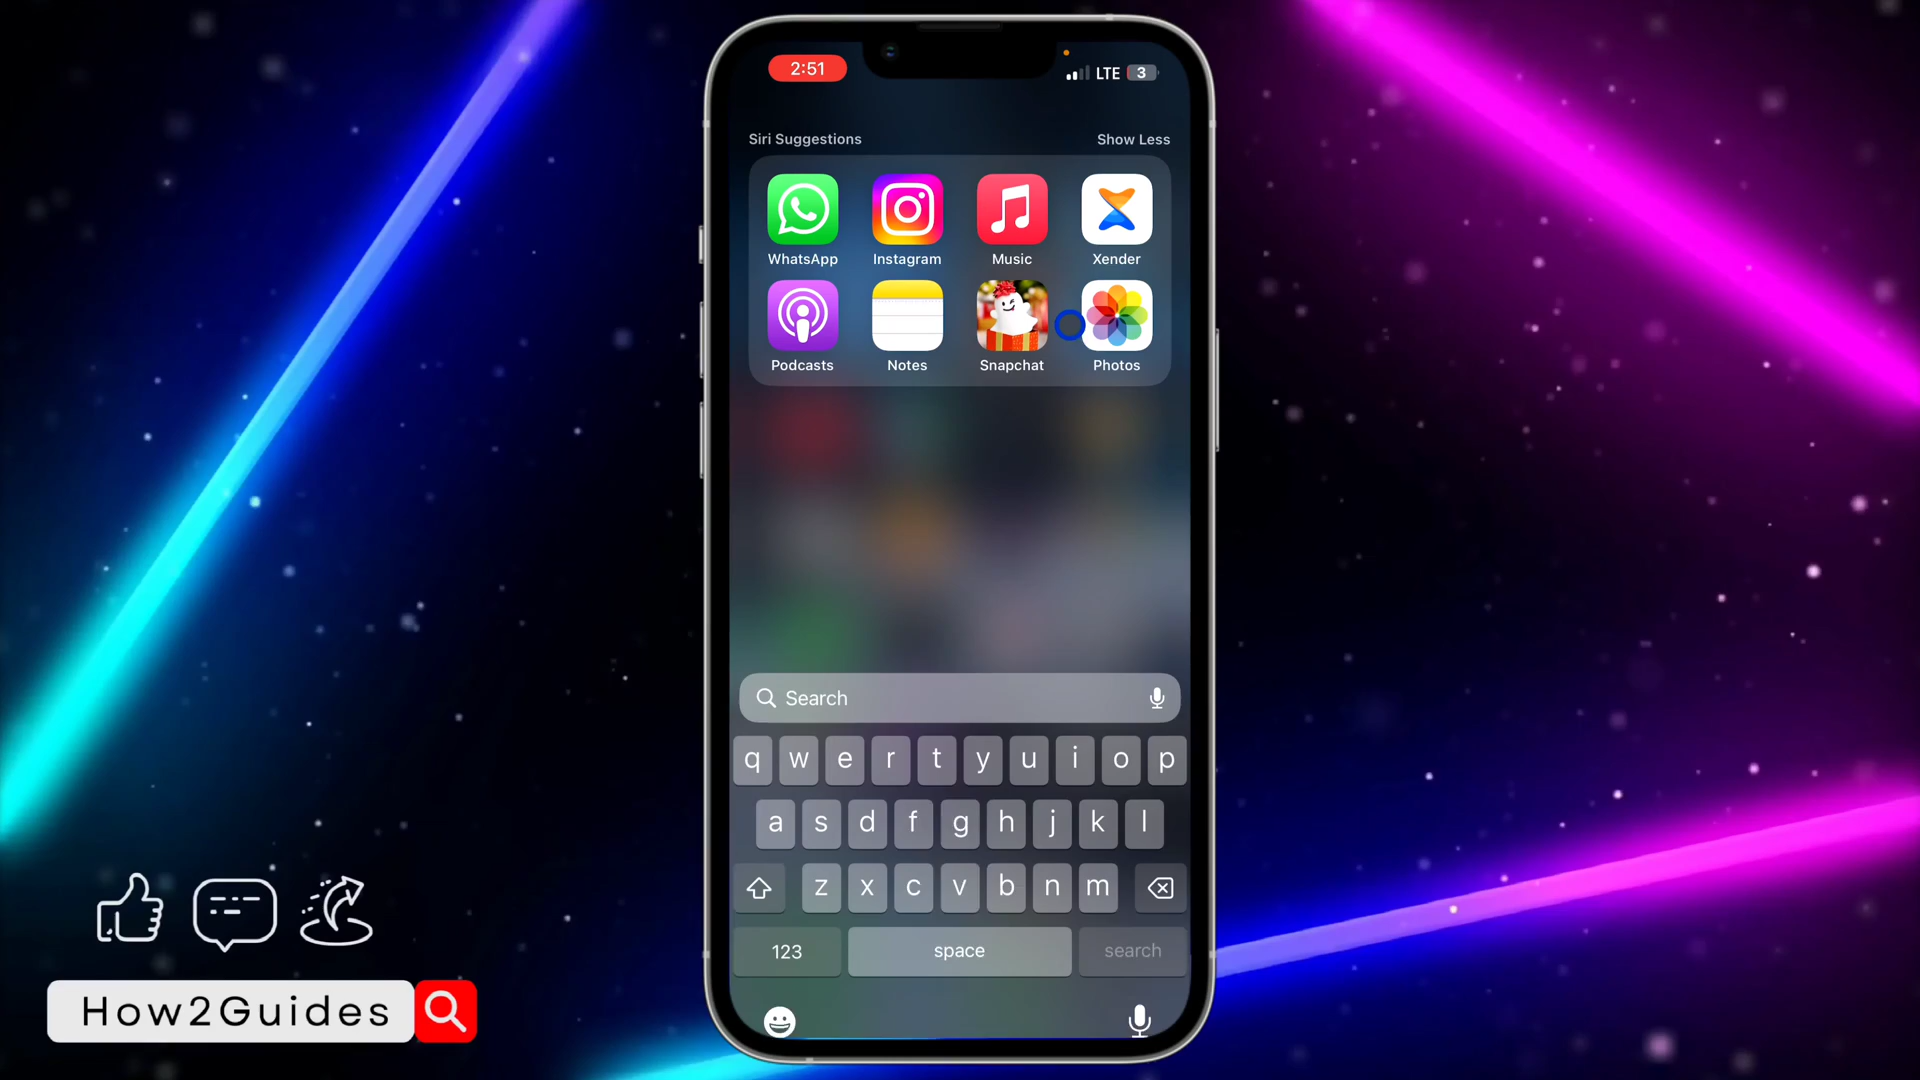 2:51
LTE 3
Siri Suggestions Show Less
WhatsApp Instagram Music Xender
Podcasts Notes Snapchat Photos
Search
q w e r t y u i o p
a s d f g h j k l
z x c v b n m
123 space search
How2Guides